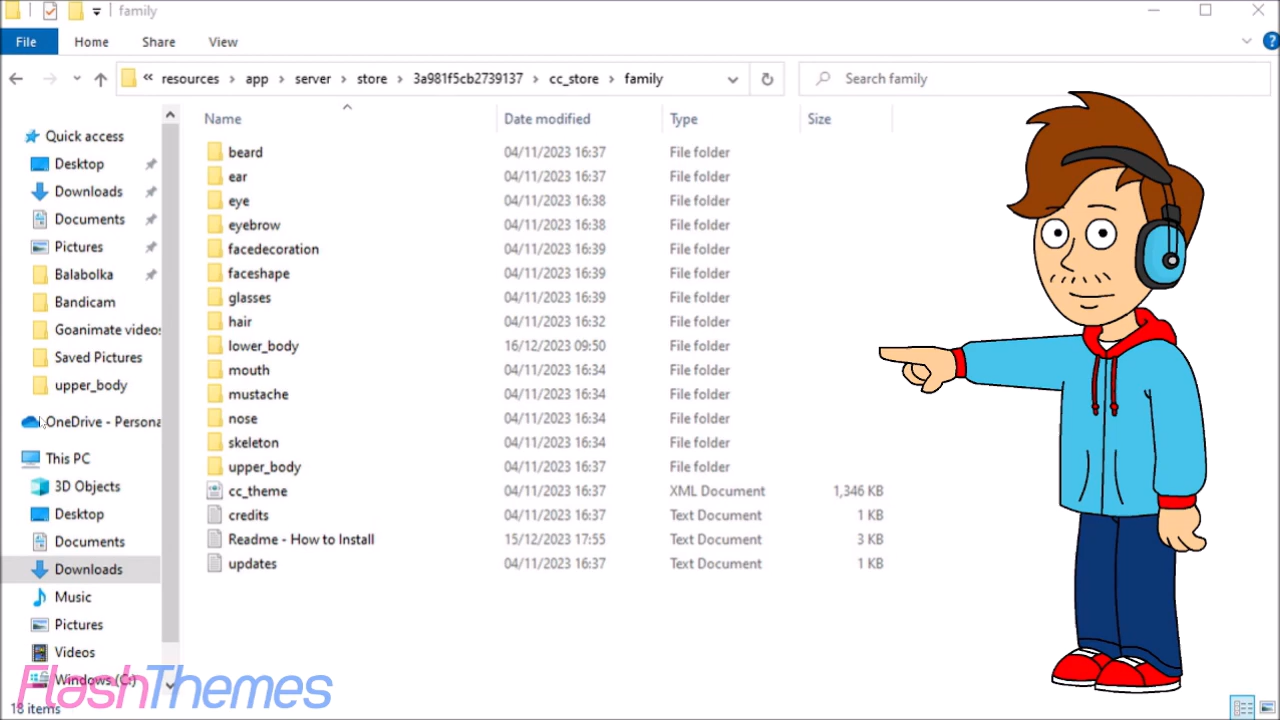 family
File Home Share View
« resources › app › server › store › 3a981f5cb2739137 › cc_store › family
Search family
Name Date modified Type Size
Quick access
Desktop
Downloads
Documents
Pictures
Balabolka
Bandicam
Goanimate videos
Saved Pictures
upper_body
OneDrive - Persona
This PC
3D Objects
Desktop
Documents
Downloads
Music
Pictures
Videos
Windows (C:)
beard 04/11/2023 16:37 File folder
ear 04/11/2023 16:37 File folder
eye 04/11/2023 16:38 File folder
eyebrow 04/11/2023 16:38 File folder
facedecoration 04/11/2023 16:39 File folder
faceshape 04/11/2023 16:39 File folder
glasses 04/11/2023 16:39 File folder
hair 04/11/2023 16:32 File folder
lower_body 16/12/2023 09:50 File folder
mouth 04/11/2023 16:34 File folder
mustache 04/11/2023 16:34 File folder
nose 04/11/2023 16:34 File folder
skeleton 04/11/2023 16:34 File folder
upper_body 04/11/2023 16:37 File folder
cc_theme 04/11/2023 16:37 XML Document 1,346 KB
credits 04/11/2023 16:37 Text Document 1 KB
Readme - How to Install 15/12/2023 17:55 Text Document 3 KB
updates 04/11/2023 16:37 Text Document 1 KB
FlashThemes
18 items